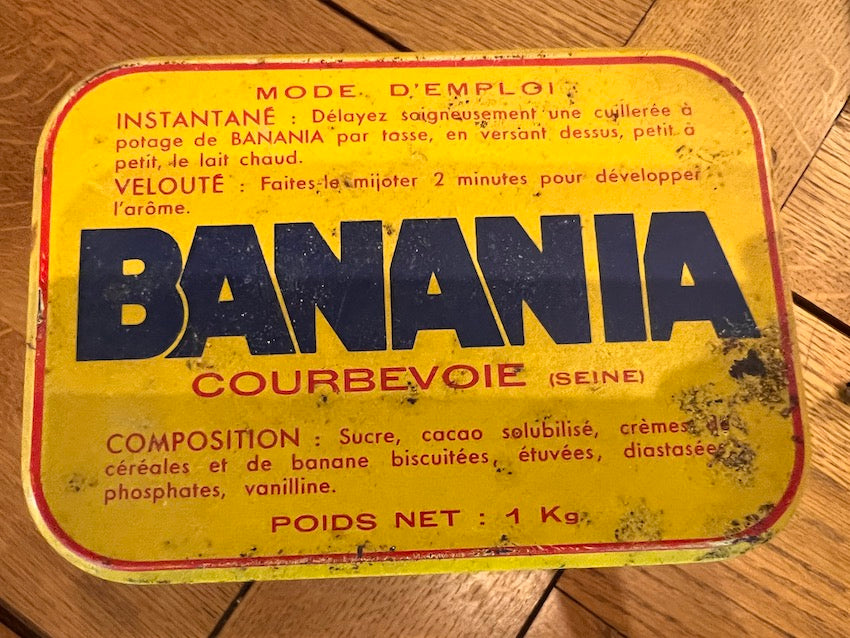 MODE D'EMPLOI
INSTANTANÉ : Délayez soigneusement une cuillerée à
potage de BANANIA par tasse, en versant dessus, petit à
petit, le lait chaud.
VELOUTÉ : Faites-le mijoter 2 minutes pour développer
l'arôme.
BANANIA
COURBEVOIE (SEINE)
COMPOSITION : Sucre, cacao solubilisé, crèmes de
céréales et de banane biscuitées, étuvées, diastasées,
phosphates, vanilline.
POIDS NET : 1 Kg